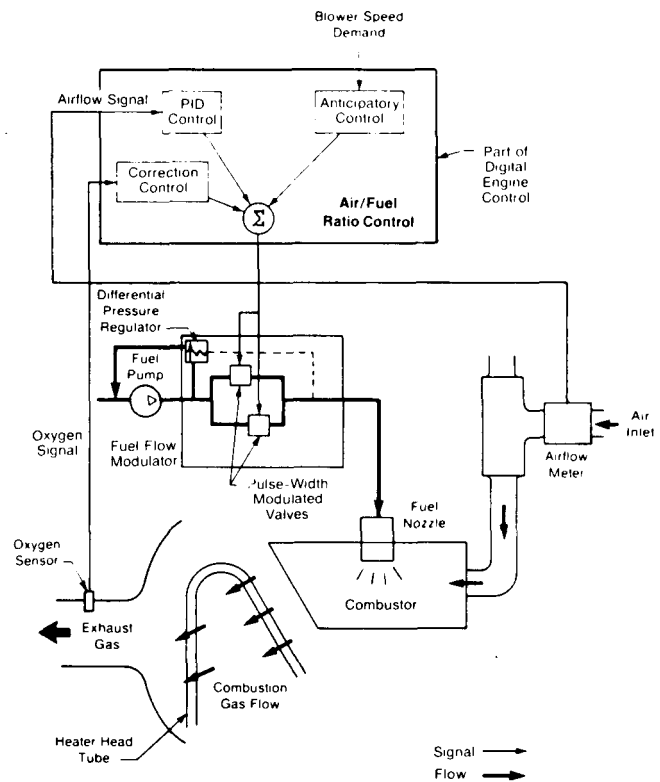 Blower Speed
Demand
Airflow Signal
PID
Control
Anticipatory
Control
Correction
Control
Part of
Digital
Engine
Control
Air/Fuel
Ratio Control
Σ
Differential
Pressure
Regulator
Fuel
Pump
Oxygen
Signal
Fuel Flow
Modulator
Pulse-Width
Modulated
Valves
Air
Inlet
Airflow
Meter
Fuel
Nozzle
Oxygen
Sensor
Combustor
Exhaust
Gas
Combustion
Gas Flow
Heater Head
Tube
Signal
Flow